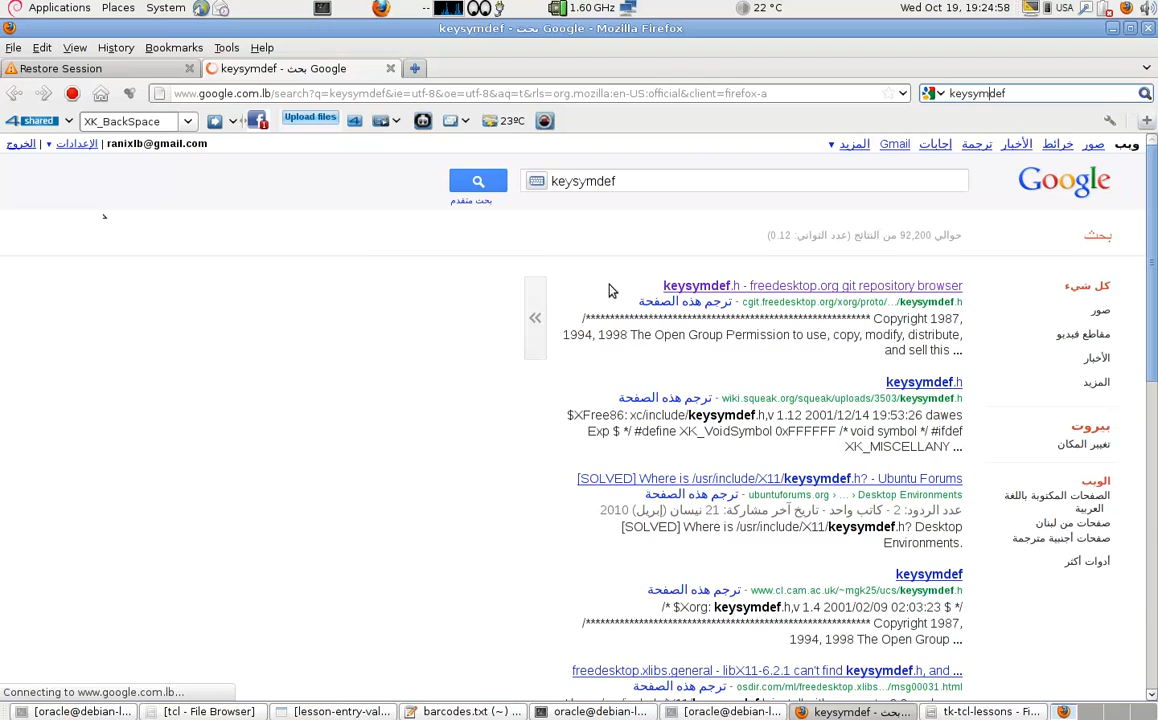 Applications Places System 1.60 GHz 22 °C Wed Oct 19, 19:24:58 USA
keysymdef - بحث Google - Mozilla Firefox
File Edit View History Bookmarks Tools Help
Restore Session keysymdef - بحث Google
www.google.com.lb/search?q=keysymdef&ie=utf-8&oe=utf-8&aq=t&rls=org.mozilla:en-US:official&client=firefox-a keysymdef
4 shared XK_BackSpace Upload files 23ºC
ويب صور خرائط الأخبار إجابات ترجمة Gmail المزيد
ranixlb@gmail.com | الإعدادات | الخروج
Google
keysymdef
بحث متقدم
بحث
حوالي 92,200 من النتائج (عدد الثواني: 0.12)
كل شيء
صور
مقاطع فيديو
الأخبار
المزيد
بيروت
تغيير المكان
الويب
الصفحات المكتوبة باللغة
العربية
صفحات من لبنان
صفحات أجنبية مترجمة
أدوات أكثر
keysymdef.h - freedesktop.org git repository browser
cgit.freedesktop.org/xorg/proto/.../keysymdef.h - ترجم هذه الصفحة
/*********************************************************** Copyright 1987,
1994, 1998 The Open Group Permission to use, copy, modify, distribute,
and sell this ...
keysymdef.h
wiki.squeak.org/squeak/uploads/3503/keysymdef.h - ترجم هذه الصفحة
$XFree86: xc/include/keysymdef.h,v 1.12 2001/12/14 19:53:26 dawes
Exp $ */ #define XK_VoidSymbol 0xFFFFFF /* void symbol */ #ifdef
XK_MISCELLANY ...
[SOLVED] Where is /usr/include/X11/keysymdef.h? - Ubuntu Forums
ubuntuforums.org › ... › Desktop Environments - ترجم هذه الصفحة
عدد الردود: 2 - كاتب واحد - تاريخ آخر مشاركة: 21 نيسان (إبريل) 2010
[SOLVED] Where is /usr/include/X11/keysymdef.h? Desktop
Environments.
keysymdef
www.cl.cam.ac.uk/~mgk25/ucs/keysymdef.h - ترجم هذه الصفحة
/* $Xorg: keysymdef.h,v 1.4 2001/02/09 02:03:23 $ */
/*********************************************************** Copyright 1987,
1994, 1998 The Open Group ...
freedesktop.xlibs.general - libX11-6.2.1 can't find keysymdef.h, and ...
osdir.com/ml/freedesktop.xlibs.../msg00031.html - ترجم هذه الصفحة
Connecting to www.google.com.lb...
[oracle@debian-l... [tcl - File Browser] [lesson-entry-val... barcodes.txt (~/... oracle@debian-l... [oracle@debian-l... keysymdef - بحث... tk-tcl-lessons - Fi...